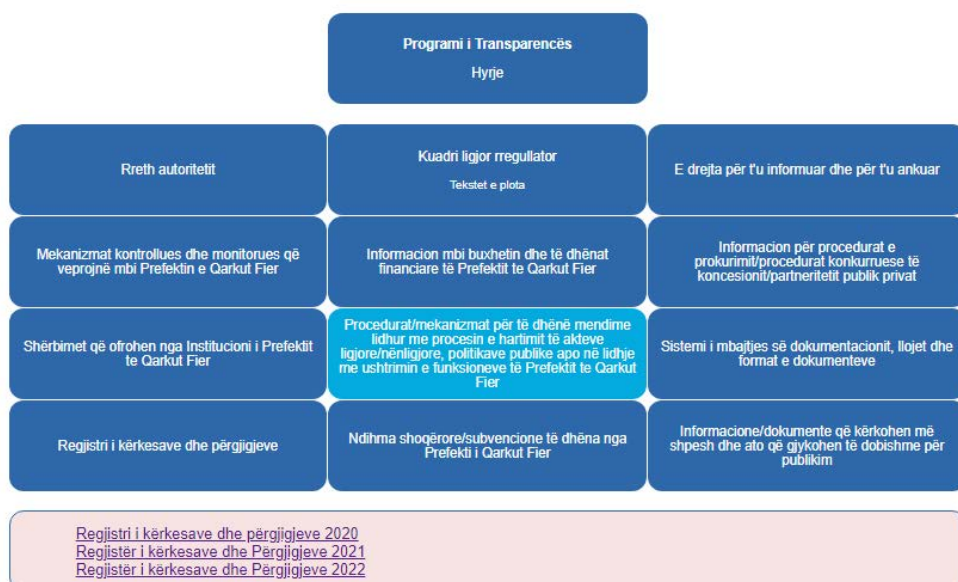 Programi i Transparencës
Hyrje
Rreth autoritetit
Kuadri ligjor rregullator
Tekstet e plota
E drejta për t'u informuar dhe për t'u ankuar
Mekanizmat kontrollues dhe monitorues që
veprojnë mbi Prefektin e Qarkut Fier
Informacion mbi buxhetin dhe të dhënat
financiare të Prefektit te Qarkut Fier
Informacion për procedurat e
prokurimit/procedurat konkurruese të
koncesionit/partneritetit publik privat
Shërbimet që ofrohen nga Institucioni i Prefektit
te Qarkut Fier
Procedurat/mekanizmat për të dhënë mendime
lidhur me procesin e hartimit të akteve
ligjore/nënligjore, politikave publike apo në lidhje
me ushtrimin e funksioneve të Prefektit te Qarkut
Fier
Sistemi i mbajtjes së dokumentacionit, llojet dhe
format e dokumenteve
Regjistri i kërkesave dhe përgjigjeve
Ndihma shoqërore/subvencione të dhëna nga
Prefekti i Qarkut Fier
Informacione/dokumente që kërkohen më
shpesh dhe ato që gjykohen të dobishme për
publikim
Regjistri i kërkesave dhe përgjigjeve 2020
Regjistër i kërkesave dhe Përgjigjeve 2021
Regjistër i kërkesave dhe Përgjigjeve 2022